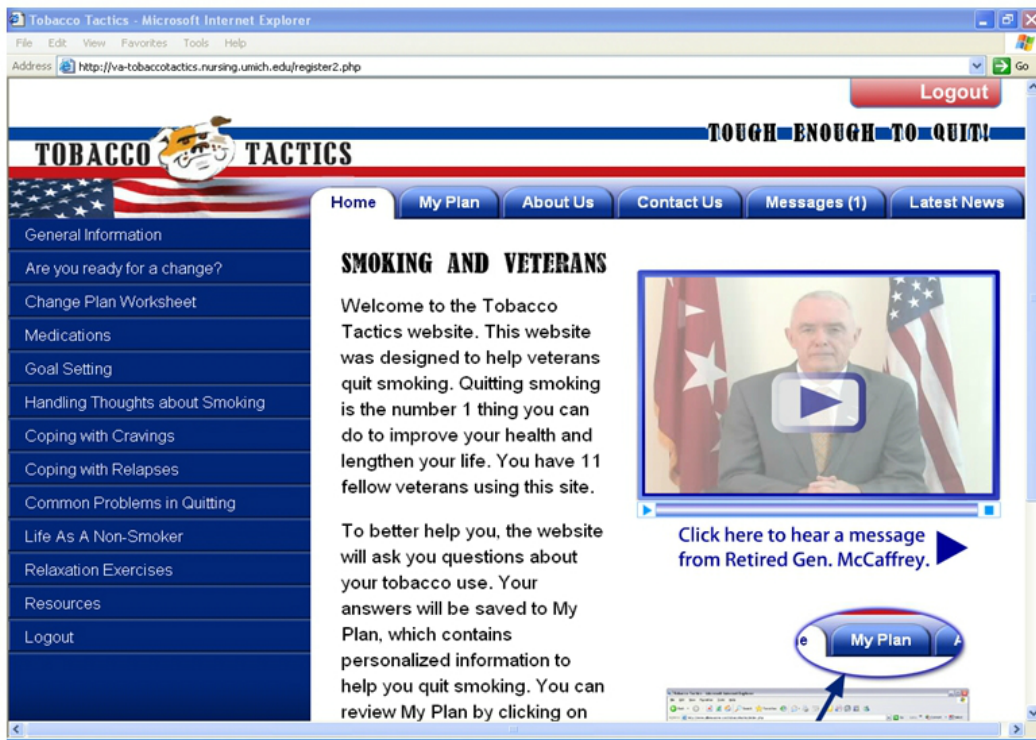 Tobacco Tactics - Microsoft Internet Explorer
File Edit View Favorites Tools Help
Address http://va-tobaccotactics.nursing.umich.edu/register2.php Go
Logout
TOUGH ENOUGH TO QUIT!
TOBACCO TACTICS
Home My Plan About Us Contact Us Messages (1) Latest News
General Information
Are you ready for a change?
Change Plan Worksheet
Medications
Goal Setting
Handling Thoughts about Smoking
Coping with Cravings
Coping with Relapses
Common Problems in Quitting
Life As A Non-Smoker
Relaxation Exercises
Resources
Logout
SMOKING AND VETERANS
Welcome to the Tobacco
Tactics website. This website
was designed to help veterans
quit smoking. Quitting smoking
is the number 1 thing you can
do to improve your health and
lengthen your life. You have 11
fellow veterans using this site.
To better help you, the website
will ask you questions about
your tobacco use. Your
answers will be saved to My
Plan, which contains
personalized information to
help you quit smoking. You can
review My Plan by clicking on
Click here to hear a message
from Retired Gen. McCaffrey.
e My Plan A